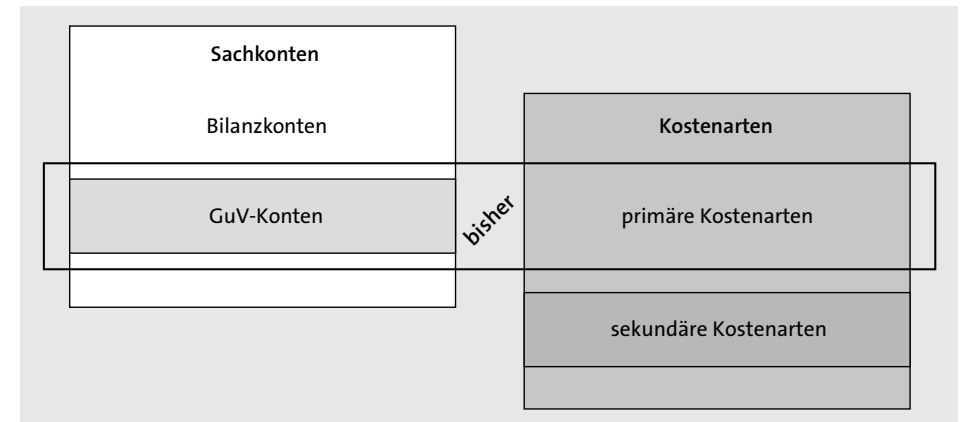 Sachkonten
Bilanzkonten
Kostenarten
GuV-Konten
bisher
primäre Kostenarten
sekundäre Kostenarten